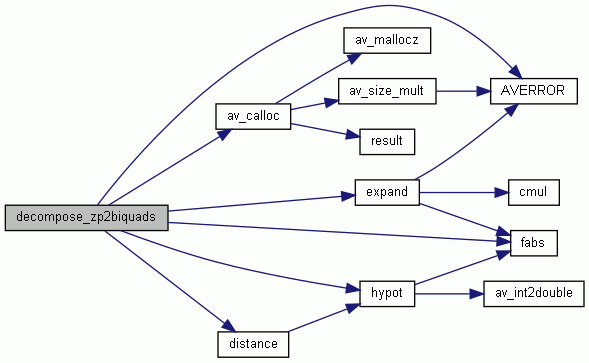 av_mallocz
av_size_mult
AVERROR
av_calloc
result
expand
cmul
decompose_zp2biquads
fabs
hypot
av_int2double
distance